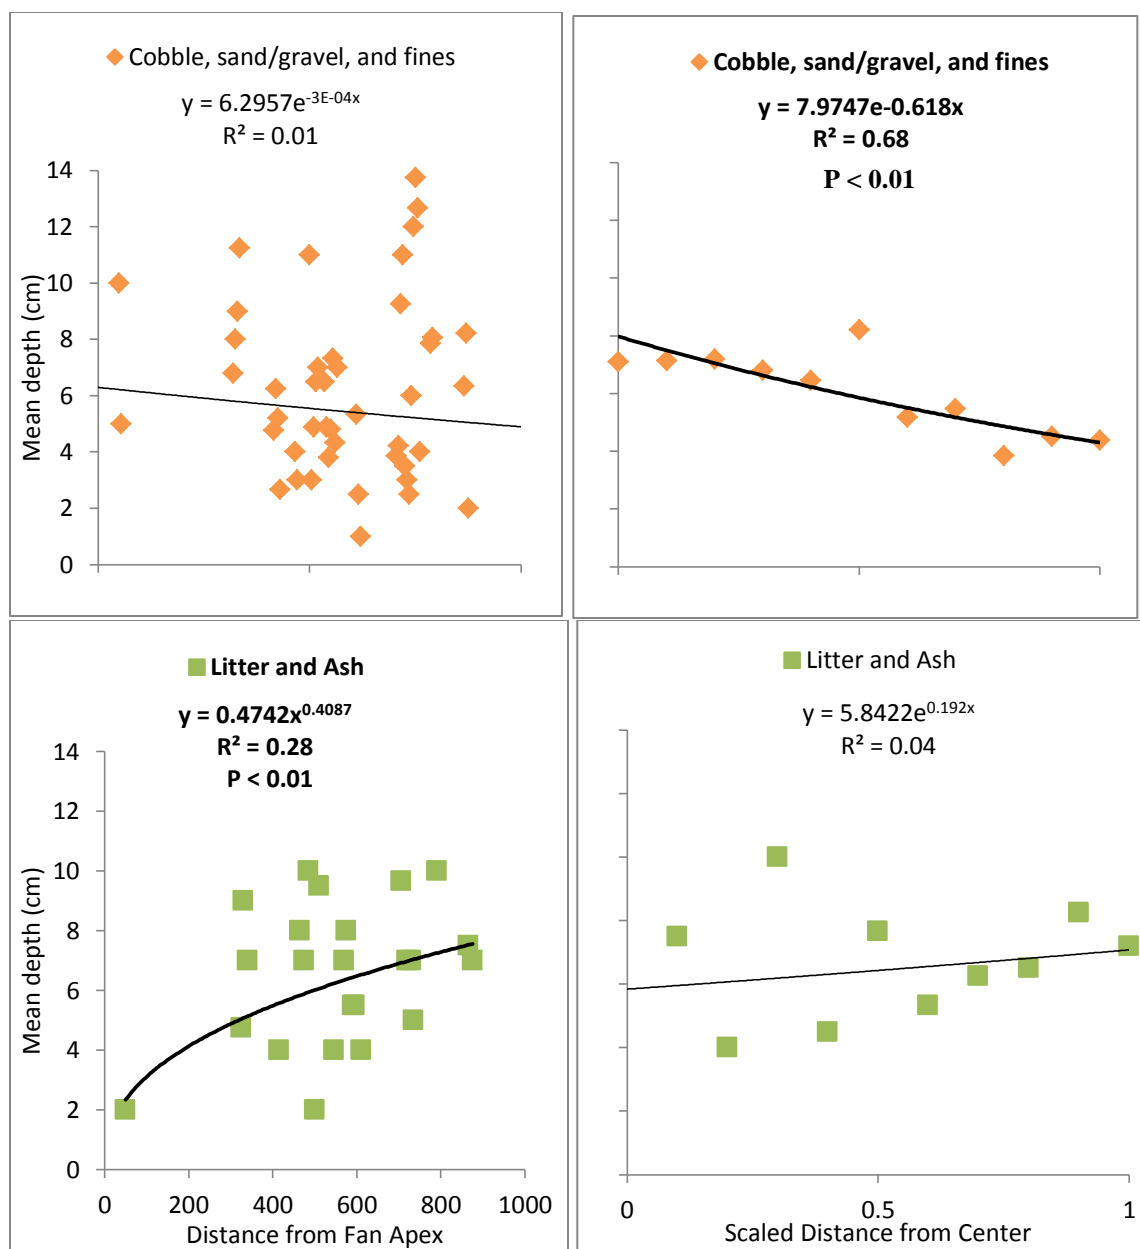 Cobble, sand/gravel, and fines
y = 6.2957e-3E-04x
R² = 0.01
14
12
10
8
6
4
2
0
Mean depth (cm)
Cobble, sand/gravel, and fines
y = 7.9747e-0.618x
R² = 0.68
P < 0.01
Litter and Ash
y = 0.4742x0.4087
R² = 0.28
P < 0.01
14
12
10
8
6
4
2
0
Mean depth (cm)
0 200 400 600 800 1000
Distance from Fan Apex
Litter and Ash
y = 5.8422e0.192x
R² = 0.04
0 0.5 1
Scaled Distance from Center